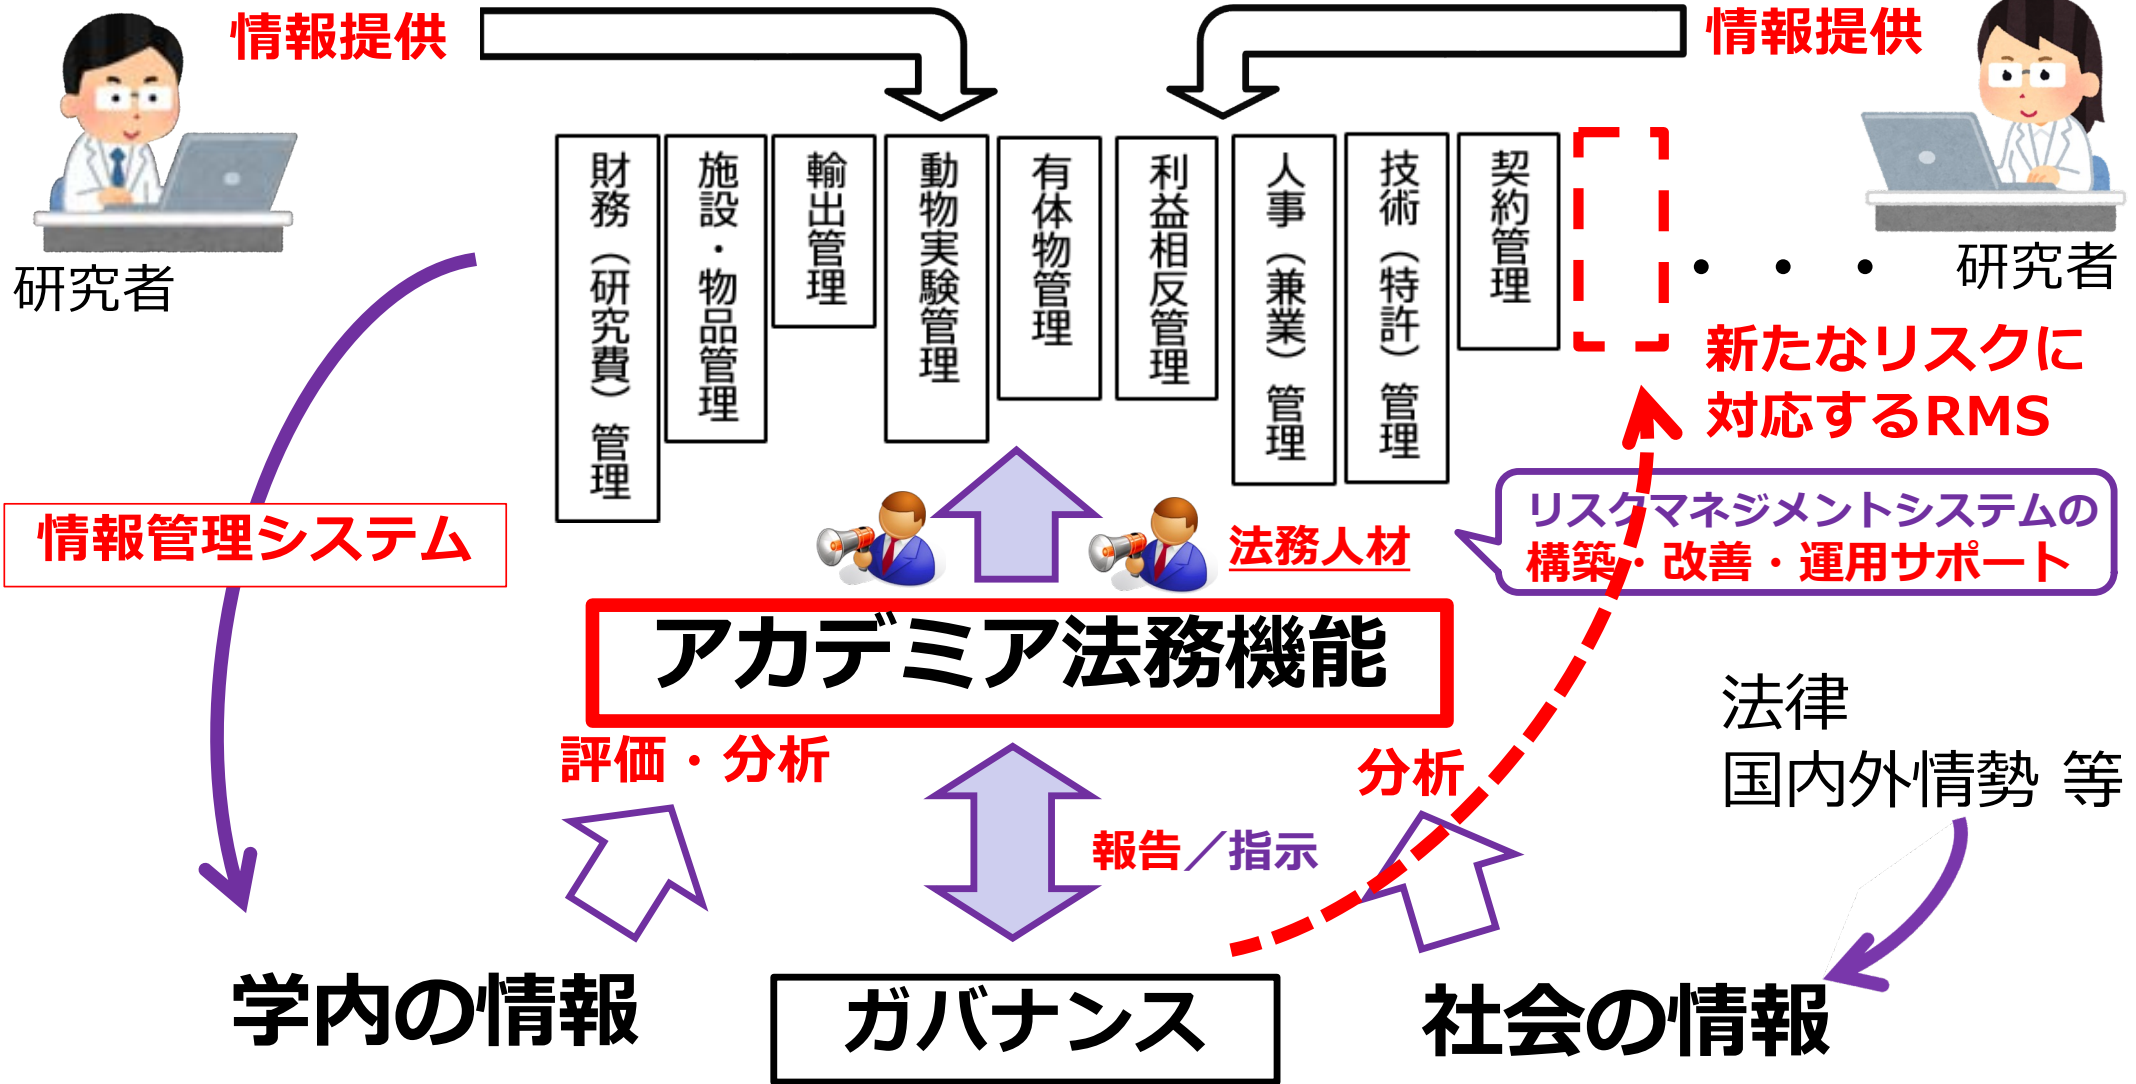 情報提供
情報提供
研究者
財務（研究費）管理
施設・物品管理
輸出管理
動物実験管理
有体物管理
利益相反管理
人事（兼業）管理
技術（特許）管理
契約管理
・・・
研究者
新たなリスクに
対応するRMS
情報管理システム
法務人材
リスクマネジメントシステムの
構築・改善・運用サポート
アカデミア法務機能
評価・分析
分析
法律
国内外情勢 等
報告／指示
学内の情報
ガバナンス
社会の情報